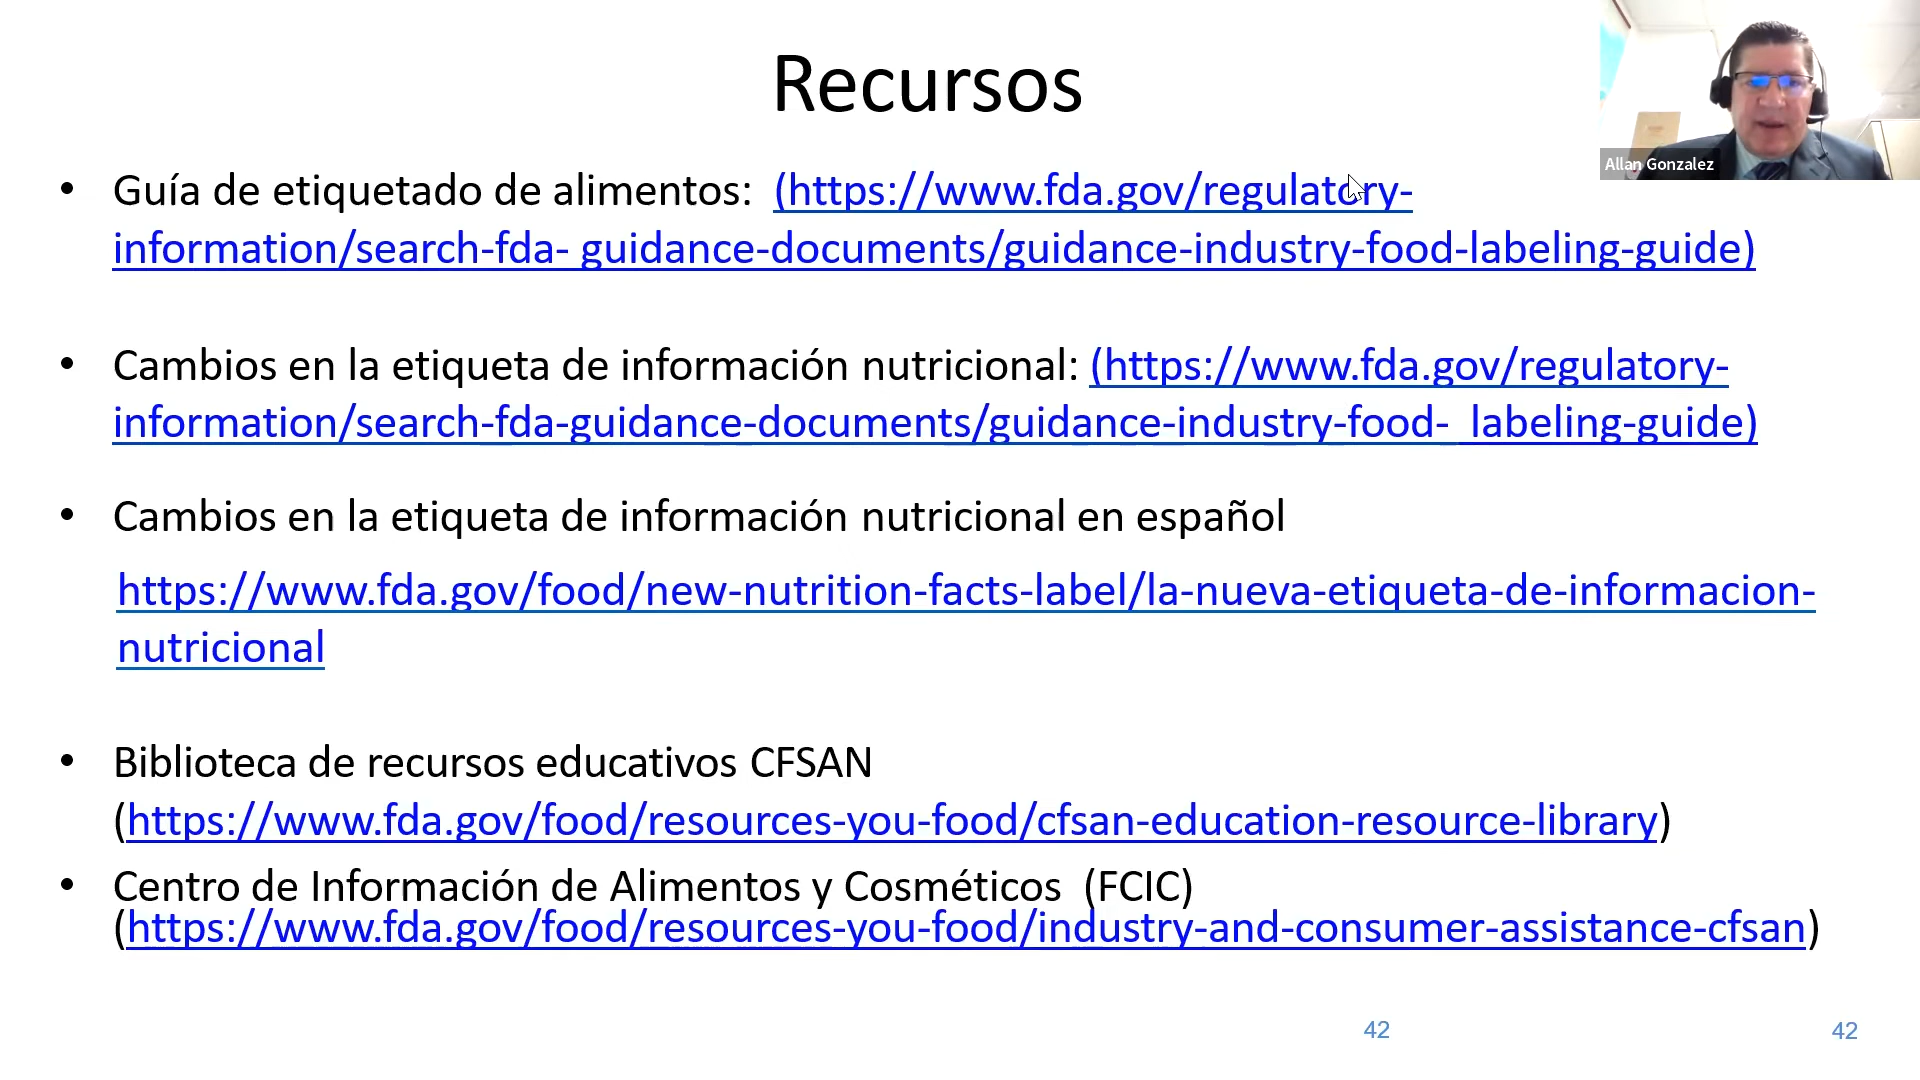 Recursos
Allan Gonzalez
• Guía de etiquetado de alimentos: (https://www.fda.gov/regulatory-
information/search-fda- guidance-documents/guidance-industry-food-labeling-guide)
• Cambios en la etiqueta de información nutricional: (https://www.fda.gov/regulatory-
information/search-fda-guidance-documents/guidance-industry-food- labeling-guide)
• Cambios en la etiqueta de información nutricional en español
https://www.fda.gov/food/new-nutrition-facts-label/la-nueva-etiqueta-de-informacion-
nutricional
• Biblioteca de recursos educativos CFSAN
(https://www.fda.gov/food/resources-you-food/cfsan-education-resource-library)
• Centro de Información de Alimentos y Cosméticos (FCIC)
(https://www.fda.gov/food/resources-you-food/industry-and-consumer-assistance-cfsan)
42
42